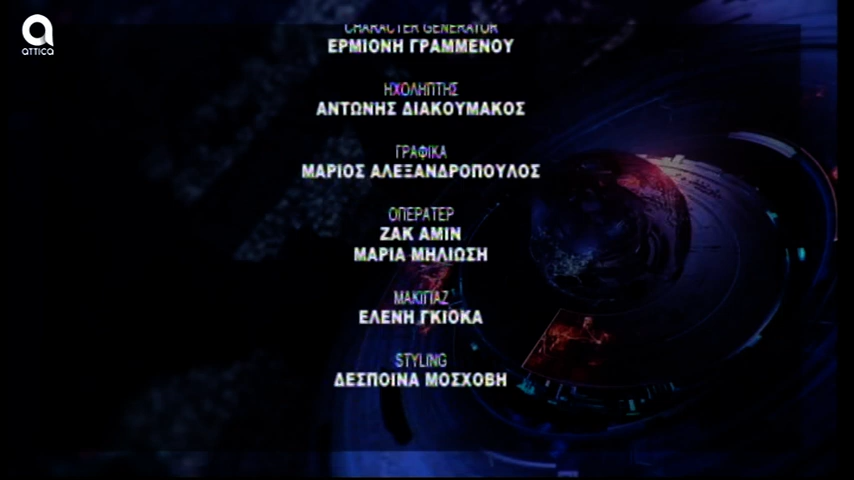 attica
CHARACTER GENERATOR
ΕΡΜΙΟΝΗ ΓΡΑΜΜΕΝΟΥ
ΗΧΟΛΗΠΤΗΣ
ΑΝΤΩΝΗΣ ΔΙΑΚΟΥΜΑΚΟΣ
ΓΡΑΦΙΚΑ
ΜΑΡΙΟΣ ΑΛΕΞΑΝΔΡΟΠΟΥΛΟΣ
ΟΠΕΡΑΤΕΡ
ΖΑΚ ΑΜΙΝ
ΜΑΡΙΑ ΜΗΛΙΩΣΗ
ΜΑΚΙΓΙΑΖ
ΕΛΕΝΗ ΓΚΙΟΚΑ
STYLING
ΔΕΣΠΟΙΝΑ ΜΟΣΧΟΒΗ